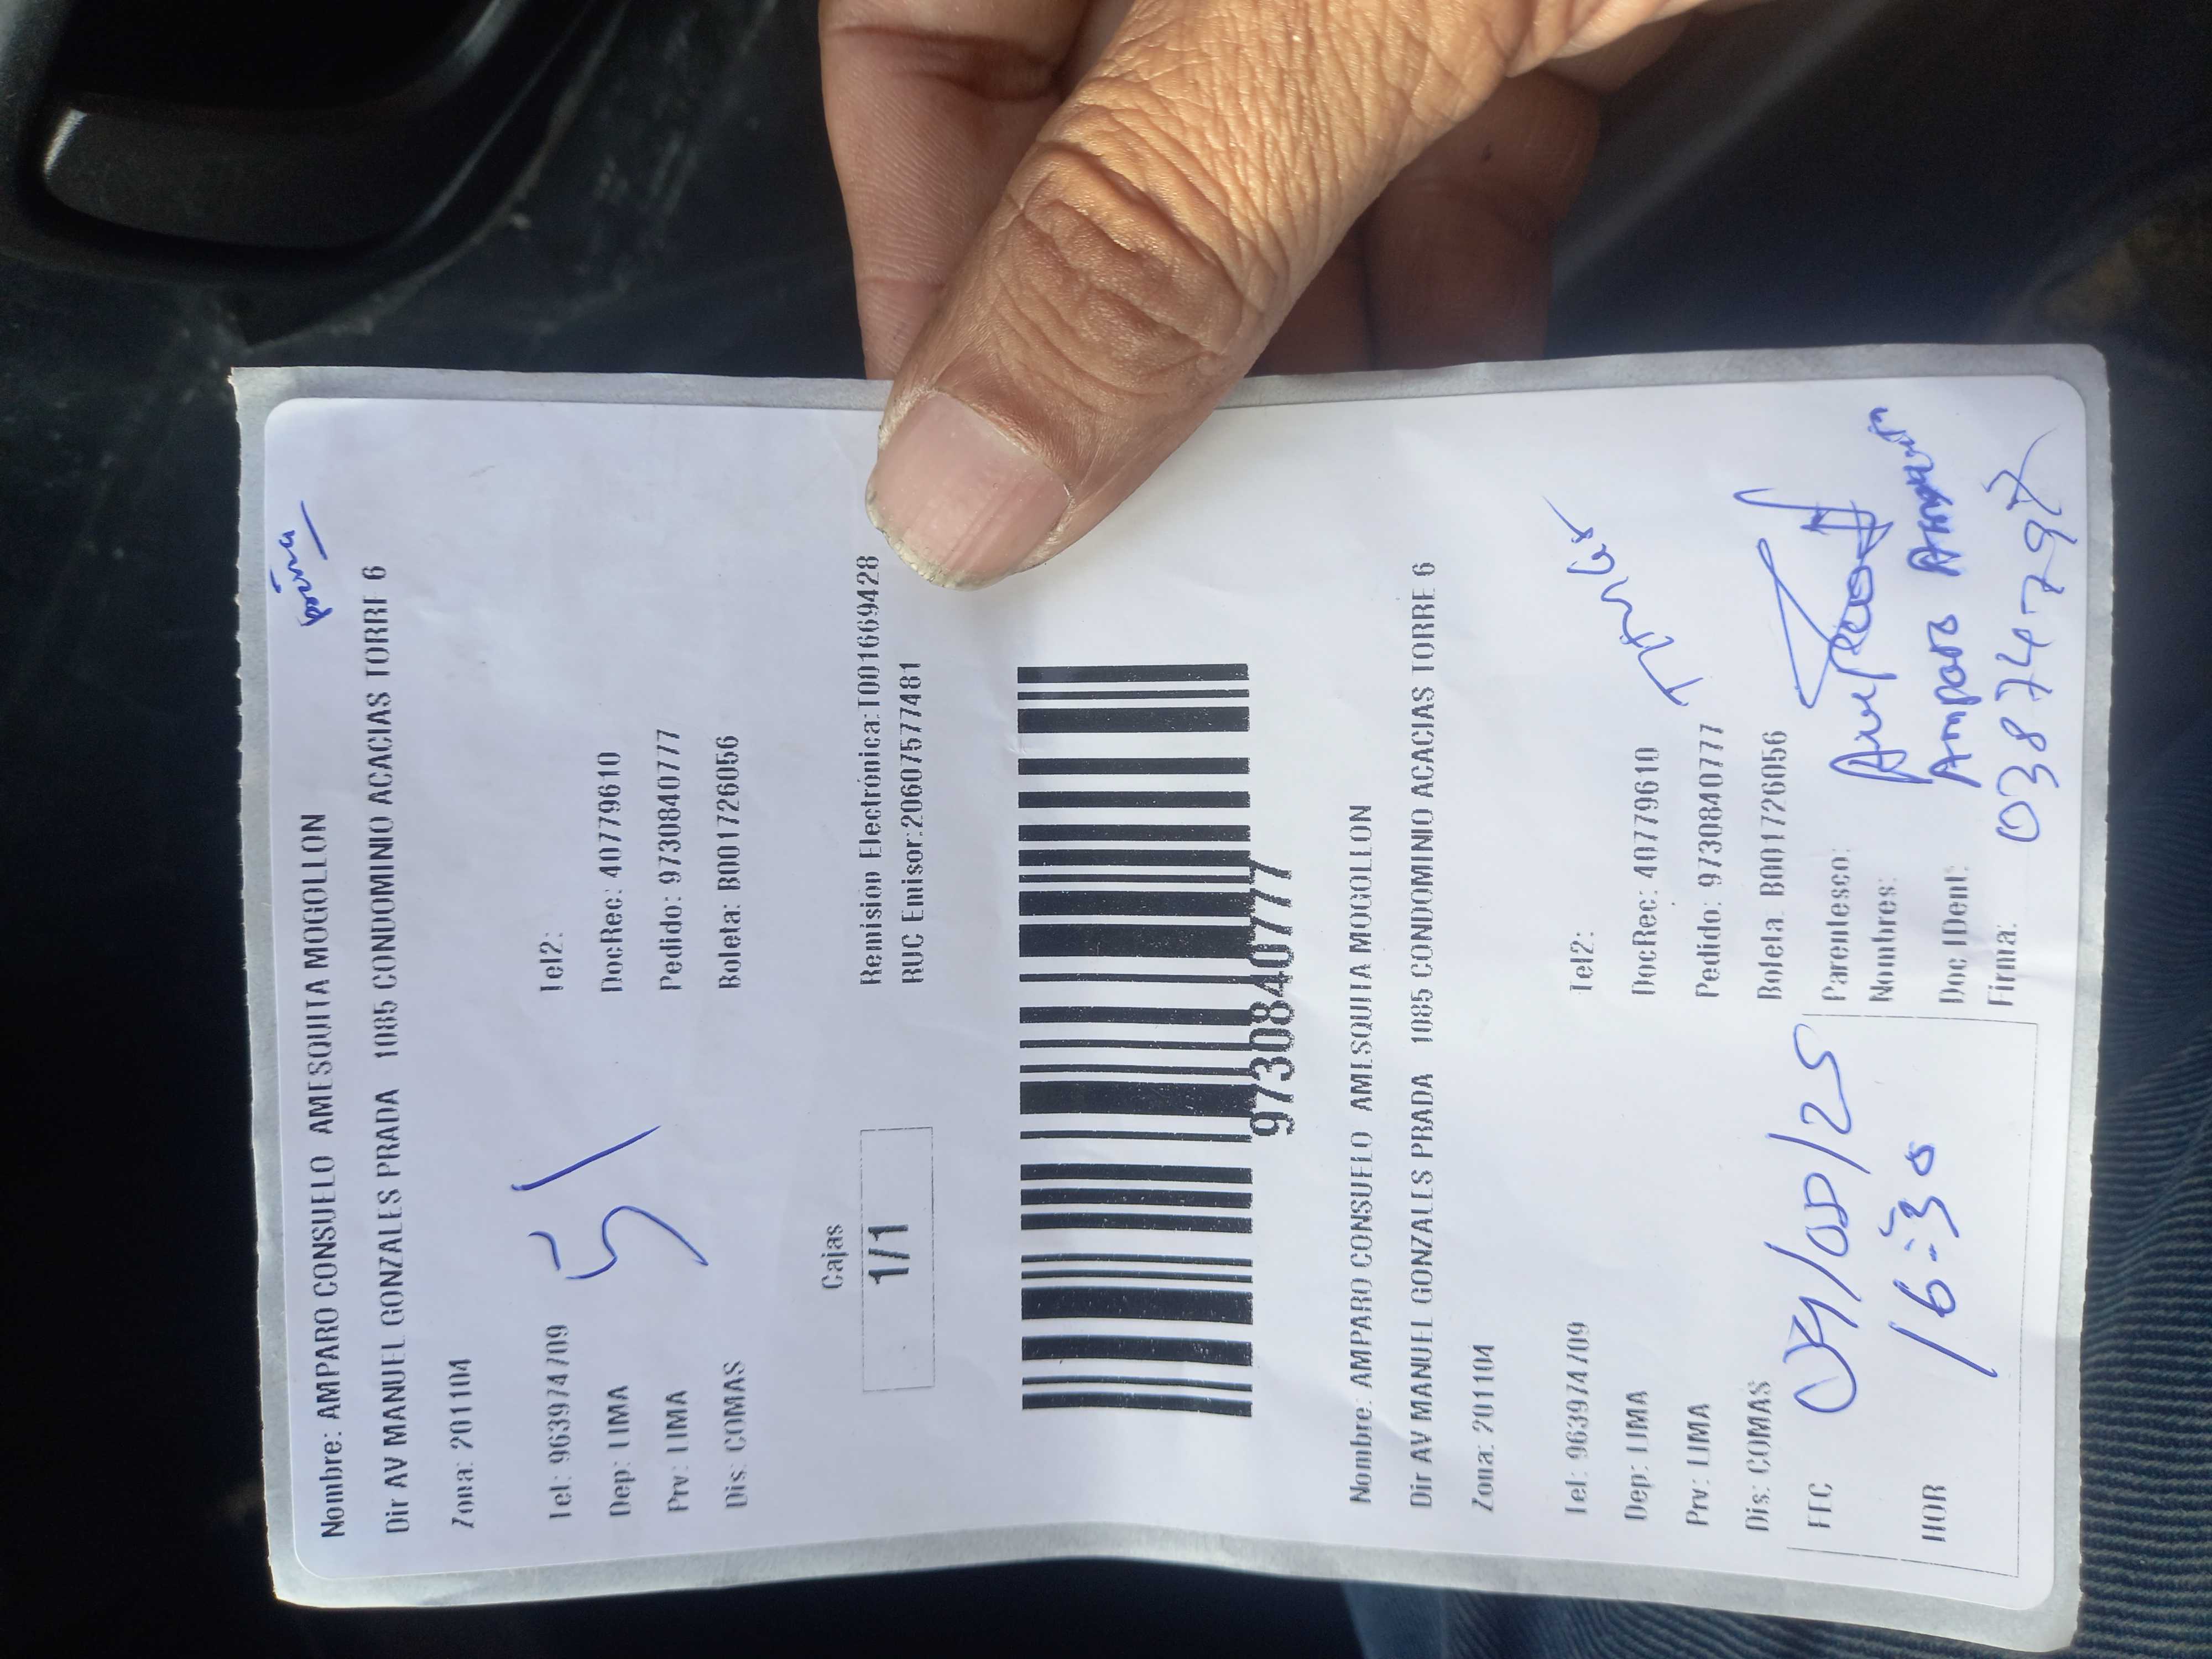 Nombre: AMPARO CONSUELO AMESQUITA MOGOLLON
Dir AV MANUEL GONZALES PRADA 1085 CONDOMINIO ACACIAS TORRE 6
Zona: 201104
Tel: 963974709 Tel2:
Dep: LIMA DocRec: 40779610
Prv: LIMA Pedido: 9730840777
Dis: COMAS Boleta: B001726056
51
Cajas
1/1
Remision Electrónica:T001669428
RUC Emisor:20607577481
9730840777
Nombre: AMPARO CONSUELO AMESQUITA MOGOLLON
Dir AV MANUEL GONZALES PRADA 1085 CONDOMINIO ACACIAS TORRE 6
Zona: 201104
Tel: 963974709 Tel2:
Dep: LIMA DocRec: 40779610
Prv: LIMA Pedido: 9730840777
Dis: COMAS Boleta: B001726056
Titular
FEC 04/08/25 Parentesco:
Nombres:
HOR 16:30 Doc IDent: Amparo
Firma: 03874797